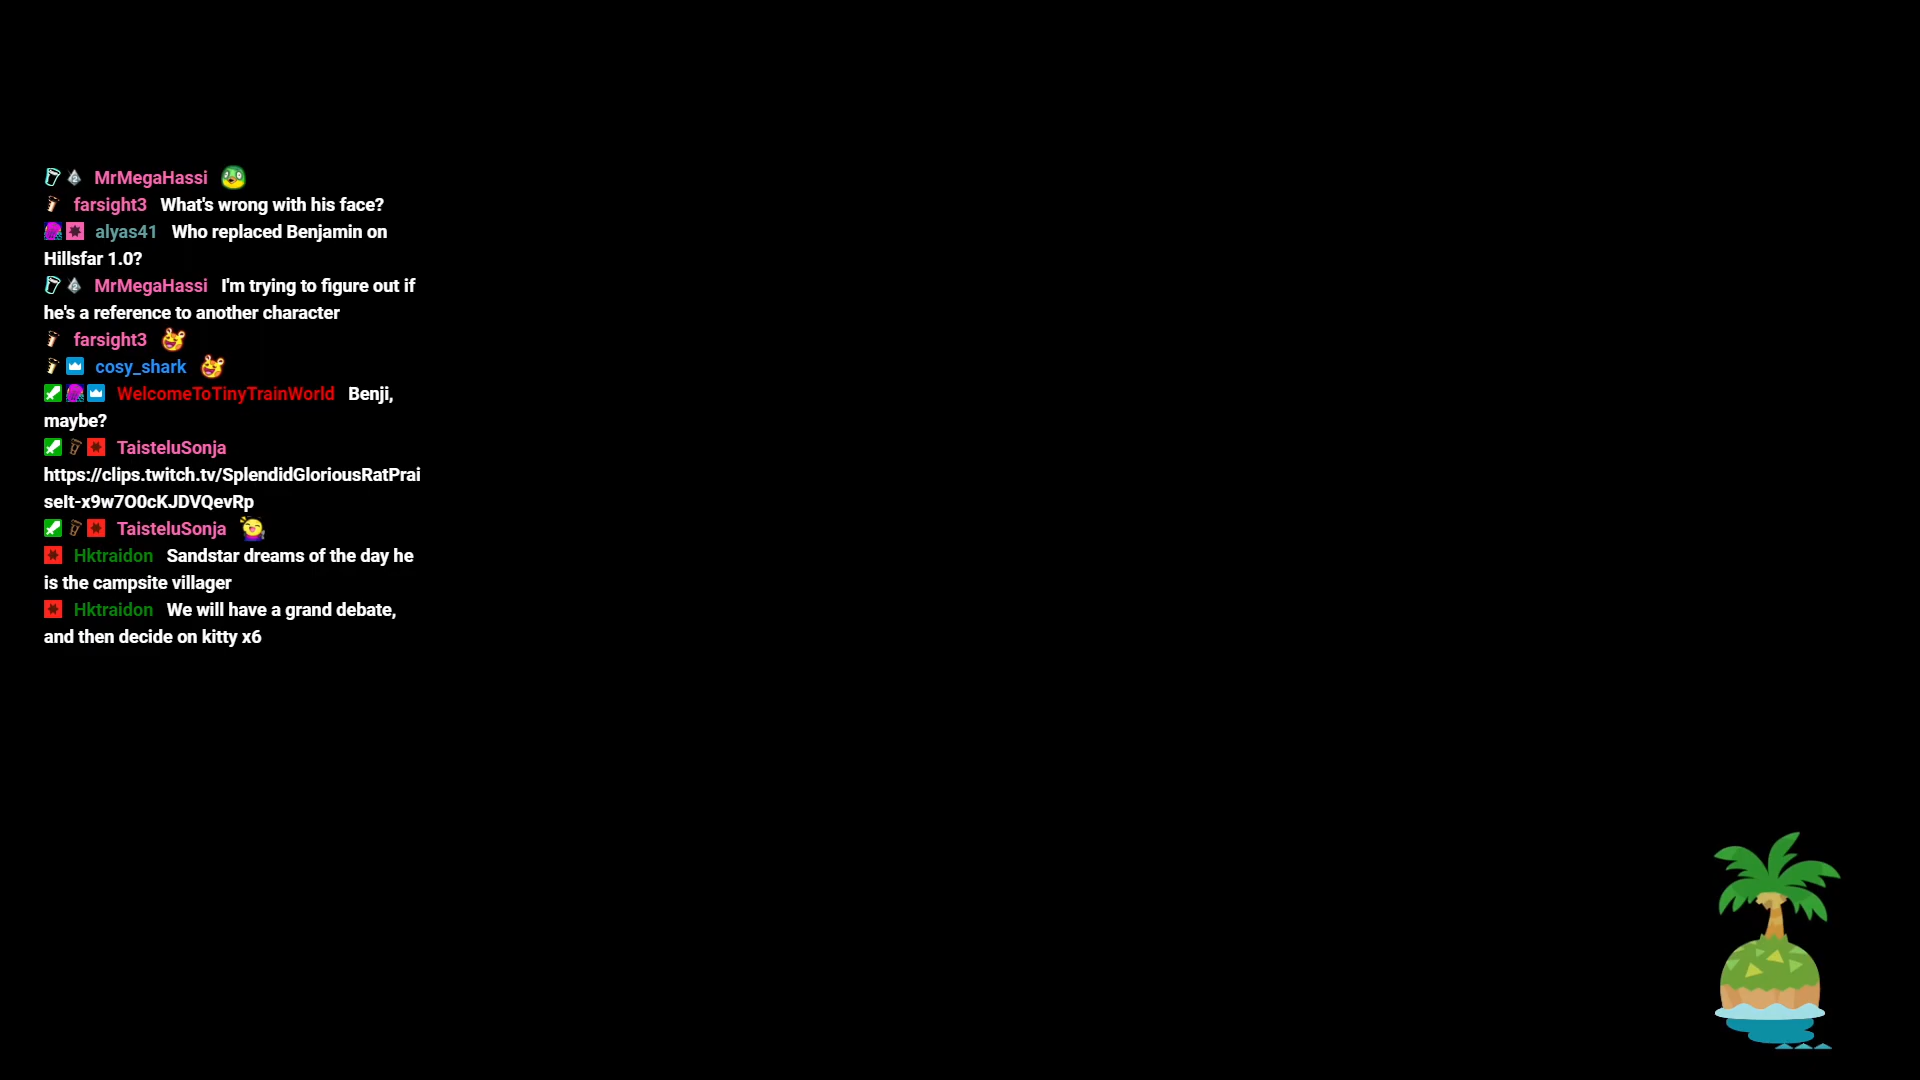 MrMegaHassi
farsight3 What's wrong with his face?
alyas41 Who replaced Benjamin on
Hillsfar 1.0?
MrMegaHassi I'm trying to figure out if
he's a reference to another character
farsight3
cosy_shark
WelcomeToTinyTrainWorld Benji,
maybe?
TaisteluSonja
https://clips.twitch.tv/SplendidGloriousRatPrai
seIt-x9w7O0cKJDVQevRp
TaisteluSonja
Hktraidon Sandstar dreams of the day he
is the campsite villager
Hktraidon We will have a grand debate,
and then decide on kitty x6